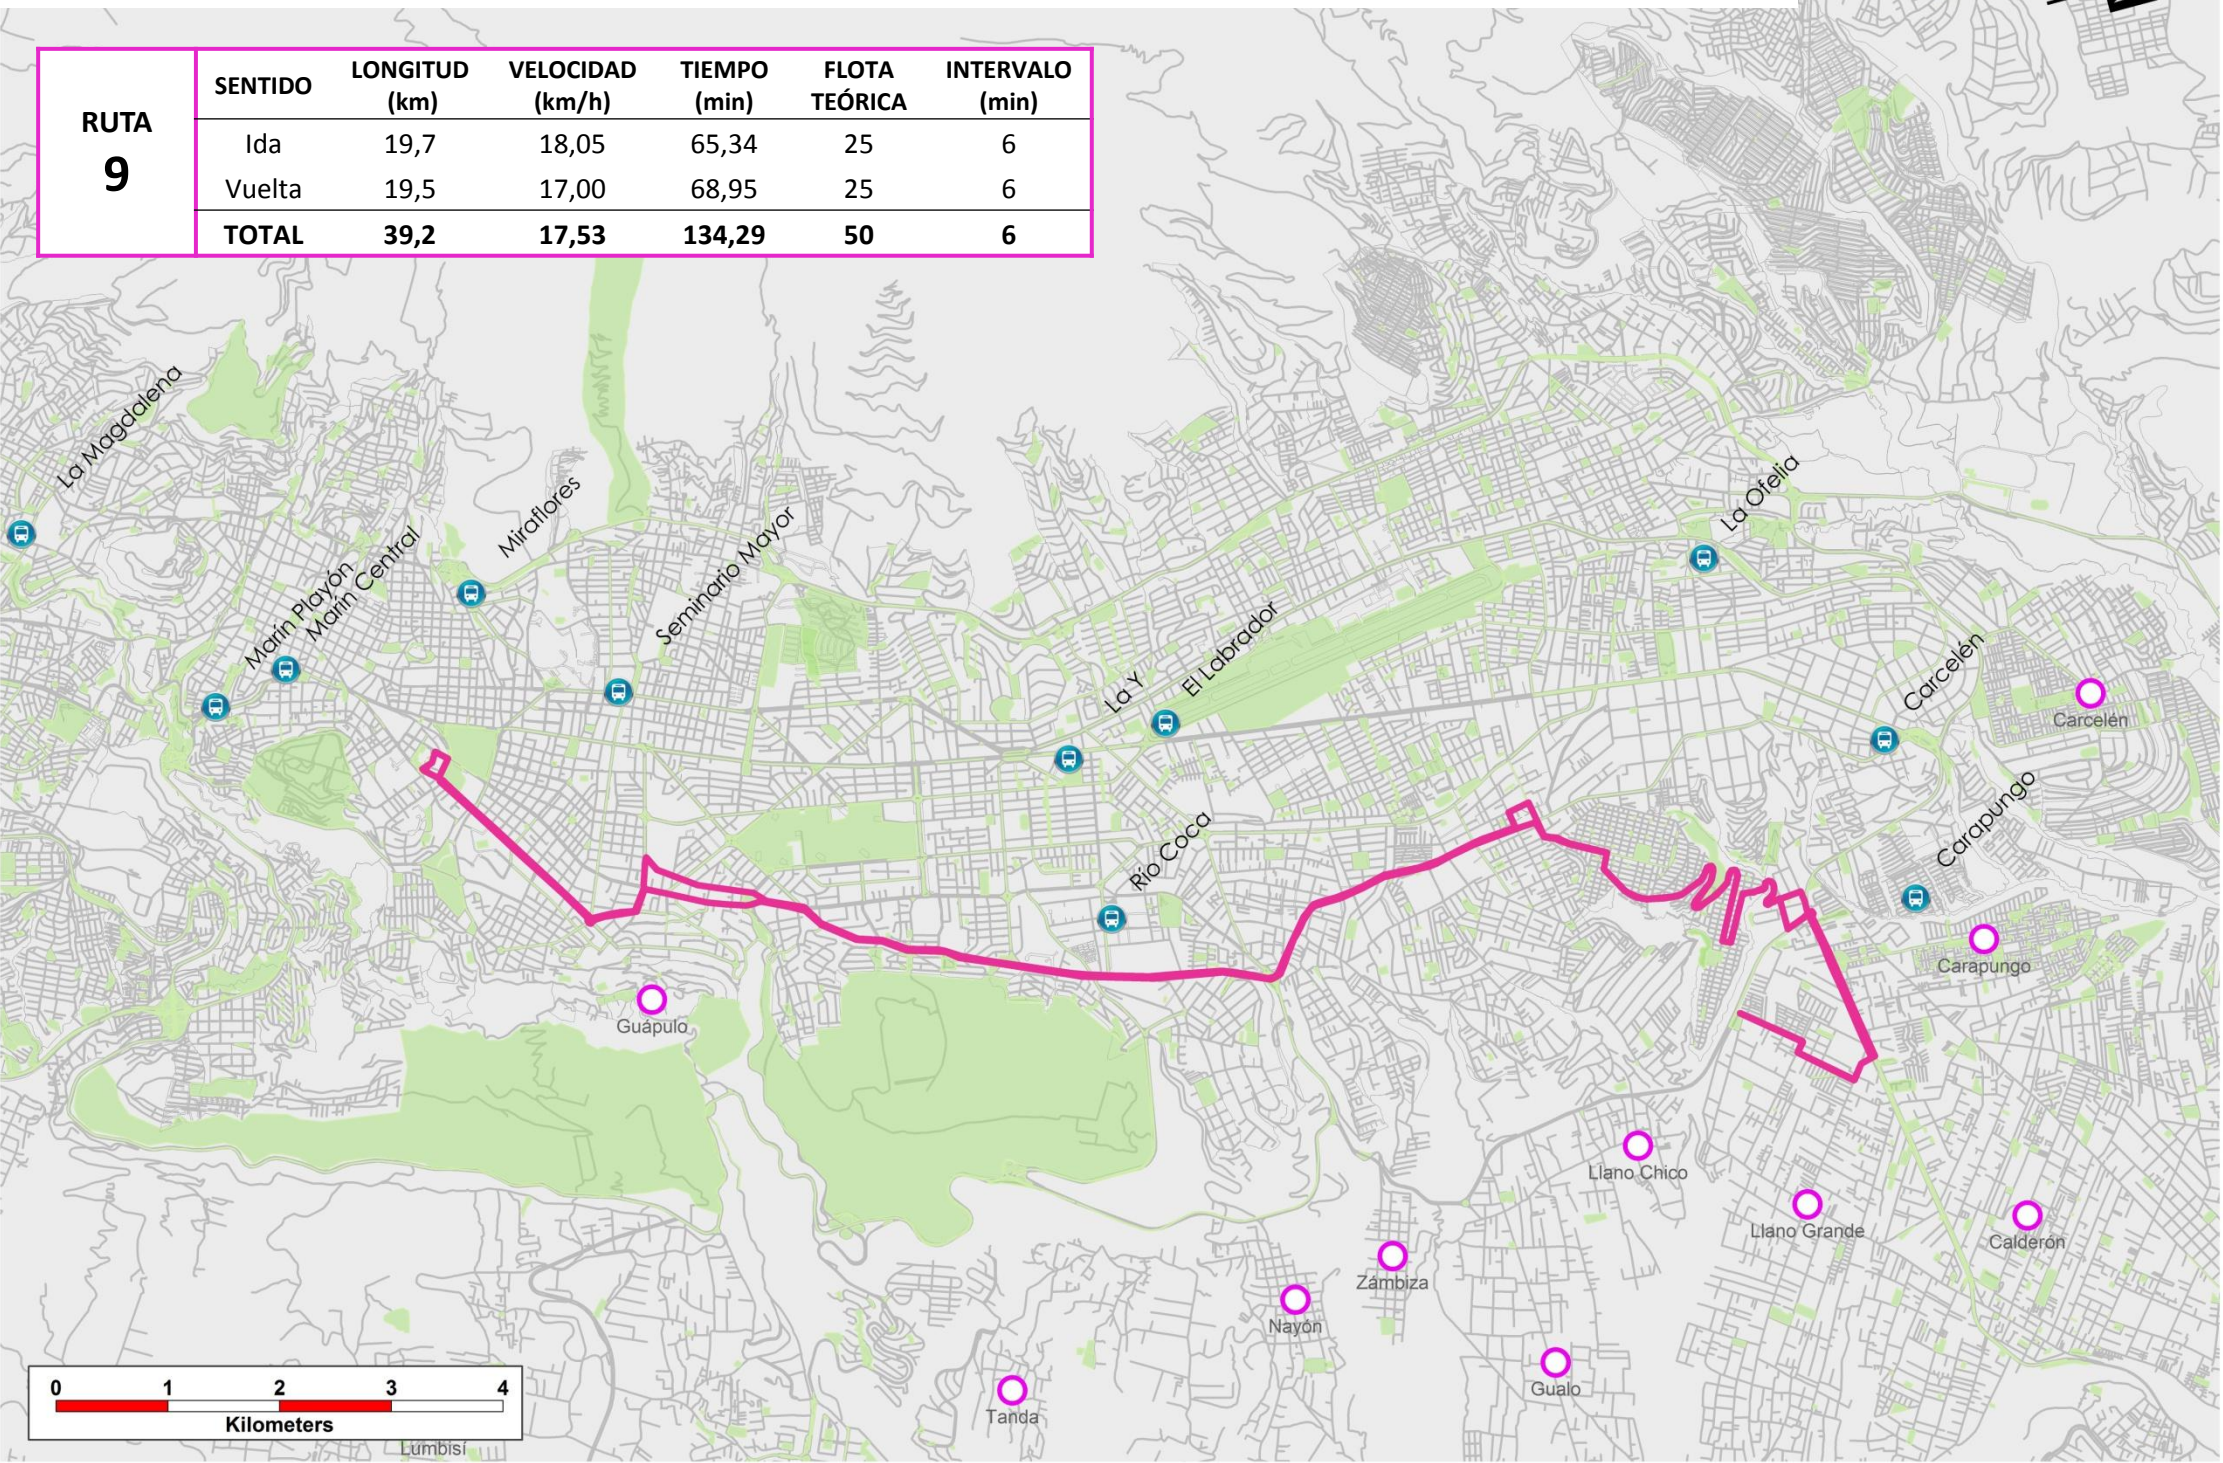 RUTA
9
SENTIDO LONGITUD (km) VELOCIDAD (km/h) TIEMPO (min) FLOTA TEÓRICA INTERVALO (min)
Ida 19,7 18,05 65,34 25 6
Vuelta 19,5 17,00 68,95 25 6
TOTAL 39,2 17,53 134,29 50 6
La Magdalena
Marín Playón
Marín Central
Miraflores
Seminario Mayor
La Y
El Labrador
Río Coca
La Ofelia
Carcelén
Carapungo
Carcelén
Carapungo
Guápulo
Llano Chico
Llano Grande
Calderón
Zámbiza
Nayón
Gualo
Tanda
Lumbisí
0 1 2 3 4
Kilometers